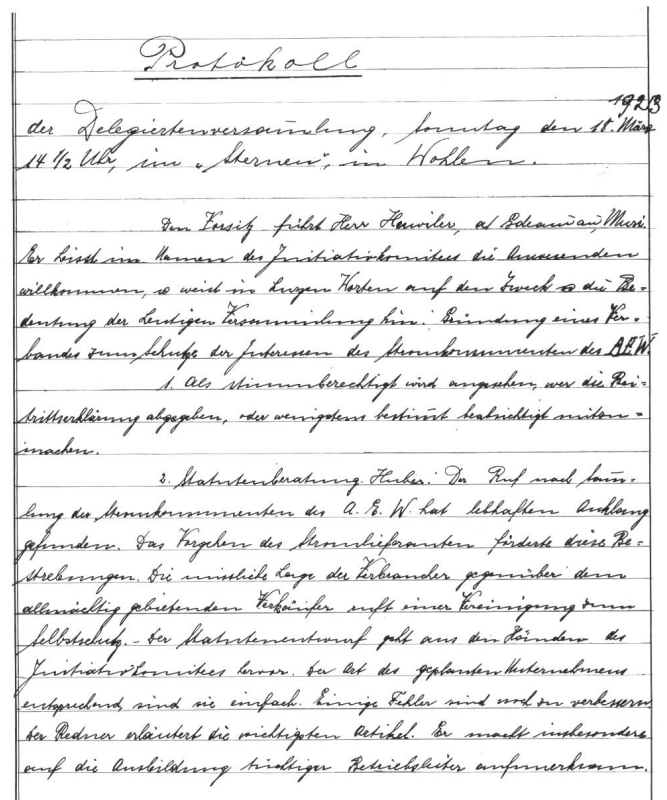 Protokoll
1923
der Delegiertenversammlung, Sonntag den 18. März
14 1/2 Uhr, im „Sternen", in Wohlen.
Den Vorsitz führt Herr Heuwiler, Muri.
Er heisst im Namen des Initiativkomitees die Anwesenden
willkommen, weist in kurzen Worten auf den Zweck die Be=
deutung der heutigen Versammlung hin: Gründung eines Ver=
bandes zum Schutze der Interessen des Stromkonsumenten des A.E.W.
1. Als stimmberechtigt wird angesehen, wer die Bei=
trittserklärung abgegeben, oder wenigstens bestimmt beabsichtigt mitzu=
machen.
2. Statutenberatung. Huber: Der Ruf nach Samm=
lung der Stromkonsumenten des A. E. W. hat lebhaften Anklang
gefunden. Das Vorgehen des Stromlieferanten förderte diese Be=
strebungen. Die missliche Lage der Verbraucher gegenüber dem
allmächtig gebietenden Verkäufer ruft einer Vereinigung zum
Selbstschutz. – Der Statutenentwurf geht aus den Händen des
Initiativkomitees hervor. Der Art des geplanten Unternehmens
entsprechend, sind sie einfach. Einige Fehler sind noch zu verbessern
Der Redner erläutert die wichtigsten Artikel. Er macht insbesondere
auf die Ausbildung tüchtiger Betriebsleiter aufmerksam.